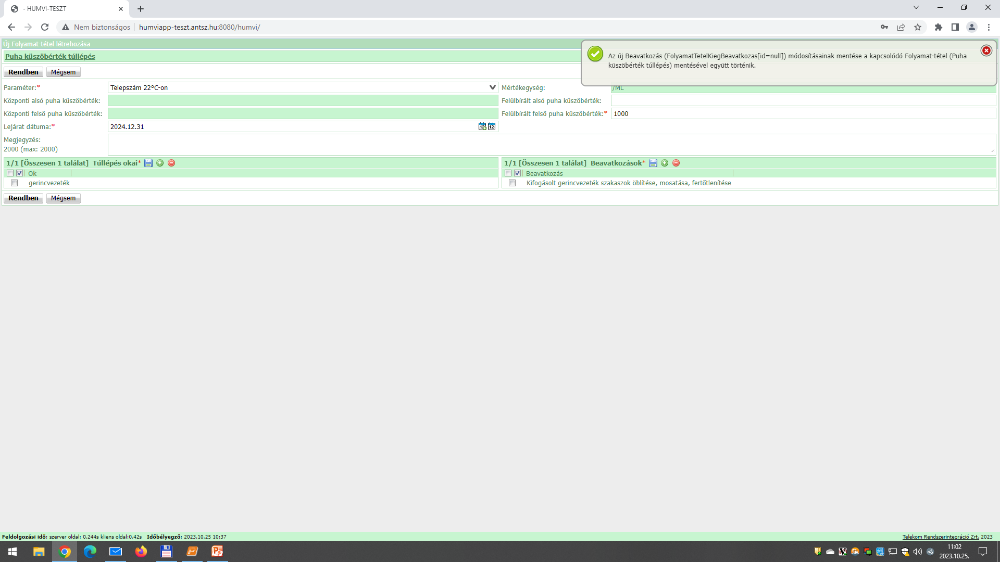 - HUMVI-TESZT
Nem biztonságos | humviapp-teszt.antsz.hu:8080/humvi/
Új Folyamat-tétel létrehozása
Puha küszöbérték túllépés
Az új Beavatkozás (FolyamatTetelKiegBeavatkozas[id=null]) módosításainak mentése a kapcsolódó Folyamat-tétel (Puha
küszöbérték túllépés) mentésével együtt történik.
Rendben Mégsem
Paraméter:* Telepszám 22°C-on Mértékegység: /ML
Központi alsó puha küszöbérték: Felülbírált alsó puha küszöbérték:
Központi felső puha küszöbérték: Felülbírált felső puha küszöbérték:* 1000
Lejárat dátuma:* 2024.12.31
Megjegyzés:
2000 (max: 2000)
1/1 [Összesen 1 találat] Túllépés okai* 1/1 [Összesen 1 találat] Beavatkozások*
Ok Beavatkozás
gerincvezeték Kifogásolt gerincvezeték szakaszok öblítése, mosatása, fertőtlenítése
Rendben Mégsem
Feldolgozási idő: szerver oldal: 0,244s kliens oldal:0,42s Időbélyegző: 2023.10.25 10:37 Telekom Rendszerintegráció Zrt. 2023
11:02
2023.10.25.